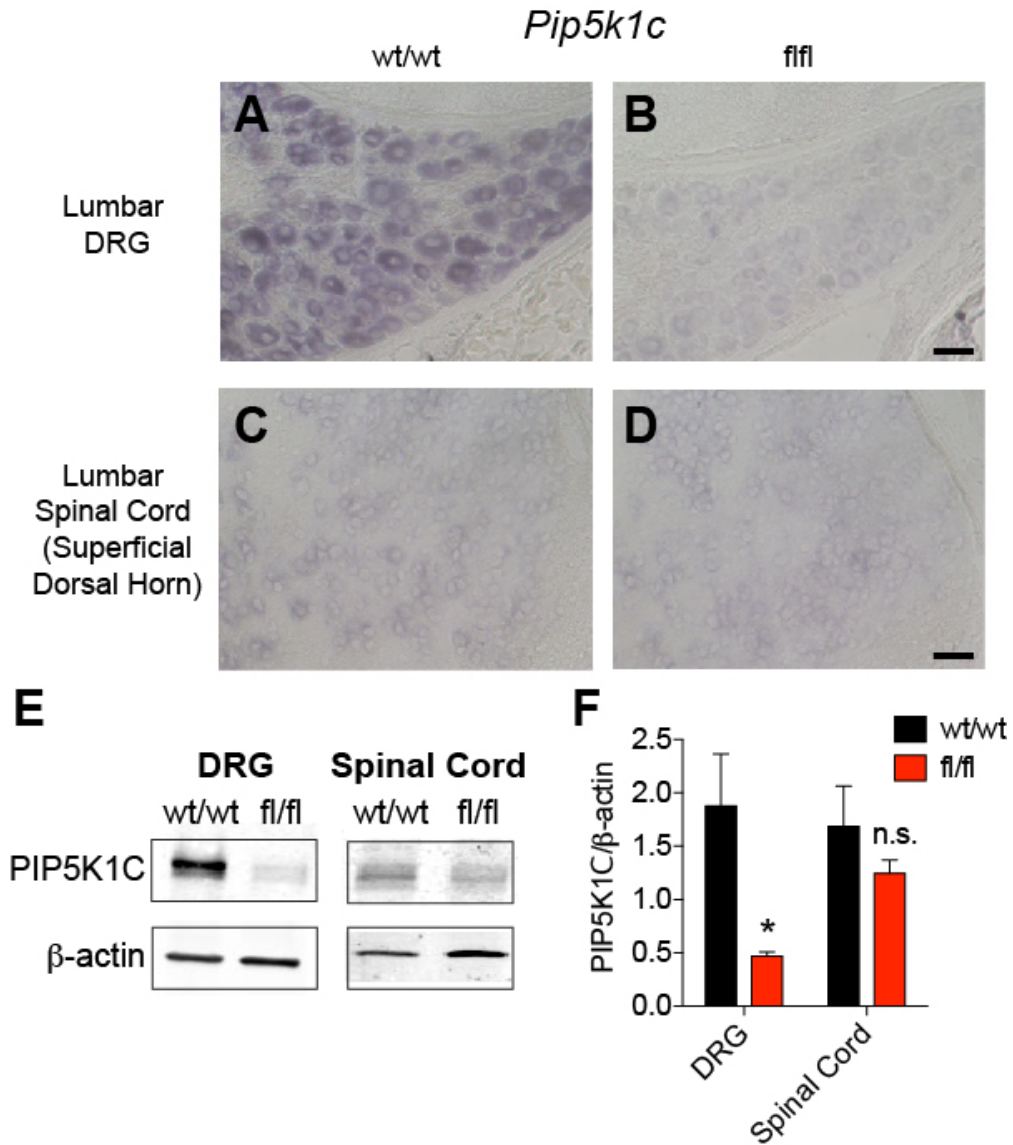 Pip5k1c
wt/wt
flfl
A
B
Lumbar
DRG
C
D
Lumbar
Spinal Cord
(Superficial
Dorsal Horn)
E
DRG
Spinal Cord
wt/wt
fl/fl
wt/wt
fl/fl
PIP5K1C
β-actin
F
wt/wt
fl/fl
PIP5K1C/β-actin
2.5
2.0
1.5
1.0
0.5
0.0
*
n.s.
DRG
Spinal Cord